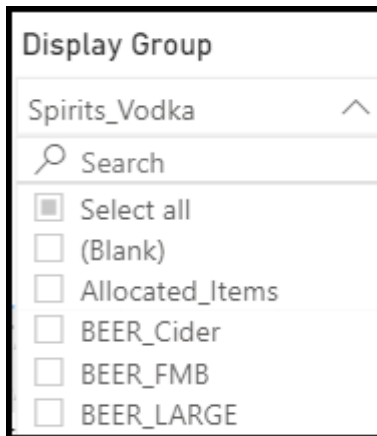 Display Group
Spirits_Vodka
Search
Select all
(Blank)
Allocated_Items
BEER_Cider
BEER_FMB
BEER_LARGE